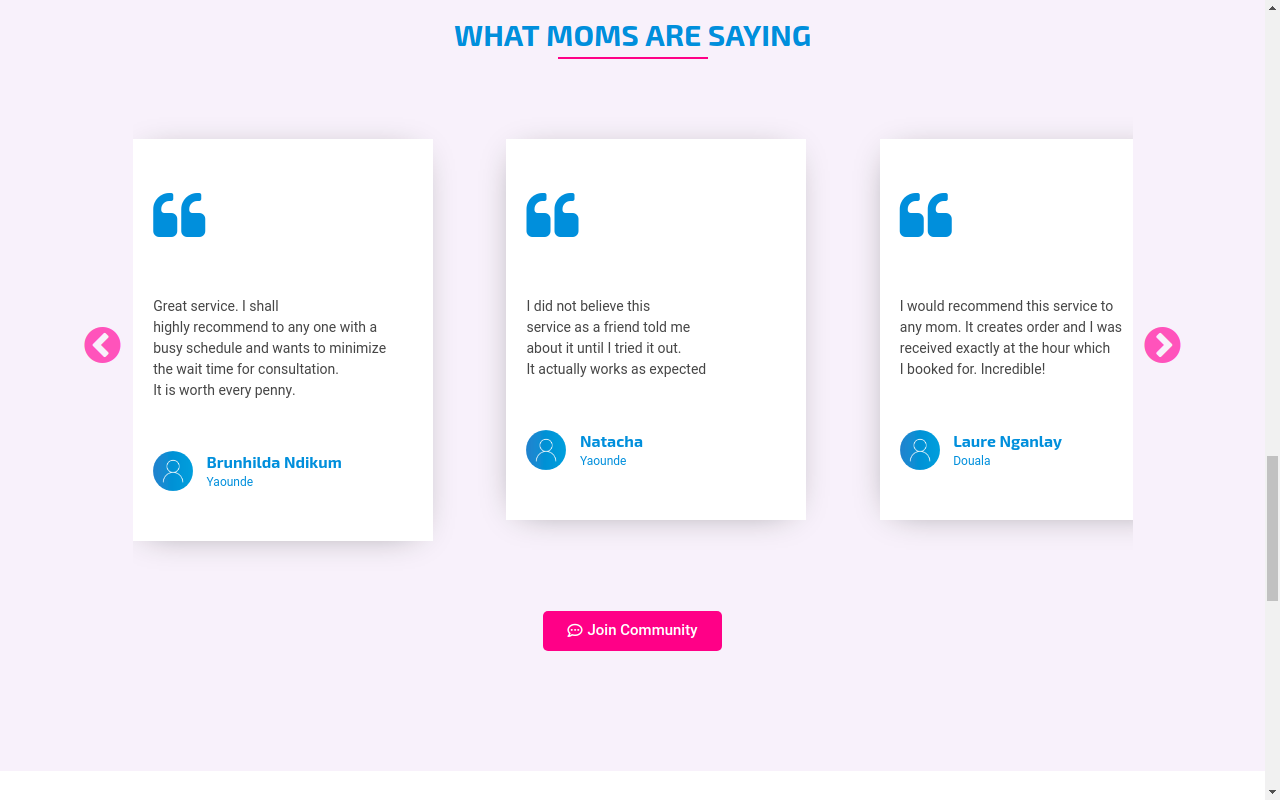 WHAT MOMS ARE SAYING
Great service. I shall
highly recommend to any one with a
busy schedule and wants to minimize
the wait time for consultation.
It is worth every penny.
Brunhilda Ndikum
Yaounde
I did not believe this
service as a friend told me
about it until I tried it out.
It actually works as expected
Natacha
Yaounde
I would recommend this service to
any mom. It creates order and I was
received exactly at the hour which
I booked for. Incredible!
Laure Nganlay
Douala
Join Community